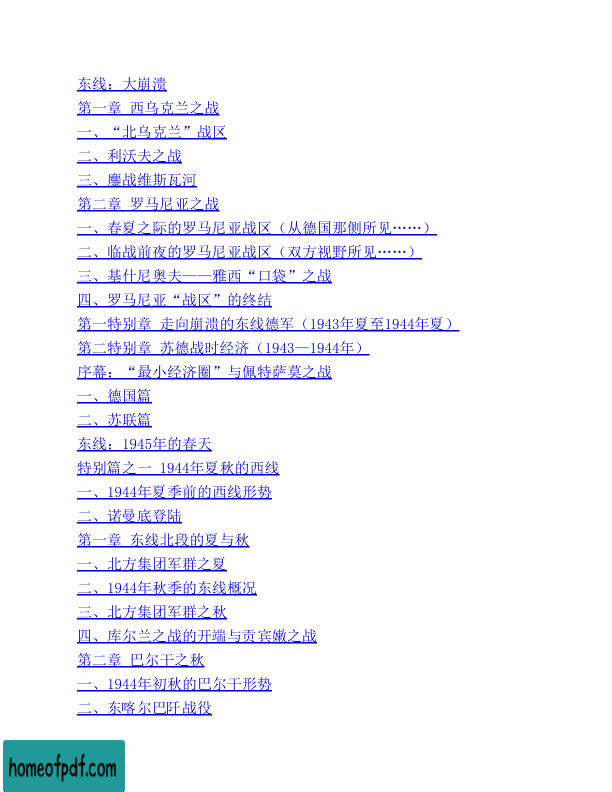 东线：大崩溃
第一章 西乌克兰之战
一、“北乌克兰”战区
二、利沃夫之战
三、鏖战维斯瓦河
第二章 罗马尼亚之战
一、春夏之际的罗马尼亚战区（从德国那侧所见……）
二、临战前夜的罗马尼亚战区（双方视野所见……）
三、基什尼奥夫——雅西“口袋”之战
四、罗马尼亚“战区”的终结
第一特别章 走向崩溃的东线德军（1943年夏至1944年夏）
第二特别章 苏德战时经济（1943—1944年）
序幕：“最小经济圈”与佩特萨莫之战
一、德国篇
二、苏联篇
东线：1945年的春天
特别篇之一 1944年夏秋的西线
一、1944年夏季前的西线形势
二、诺曼底登陆
第一章 东线北段的夏与秋
一、北方集团军群之夏
二、1944年秋季的东线概况
三、北方集团军群之秋
四、库尔兰之战的开端与贡宾嫩之战
第二章 巴尔干之秋
一、1944年初秋的巴尔干形势
二、东喀尔巴阡战役
homeofpdf.com